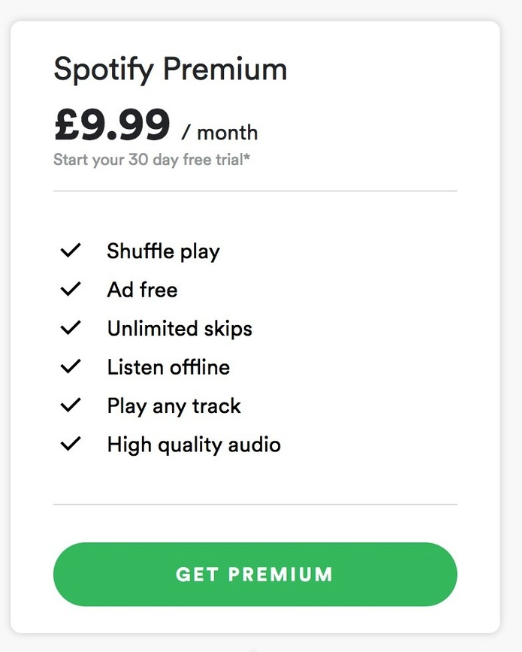 Spotify Premium
£9.99 / month
Start your 30 day free trial*
Shuffle play
Ad free
Unlimited skips
Listen offline
Play any track
High quality audio
GET PREMIUM